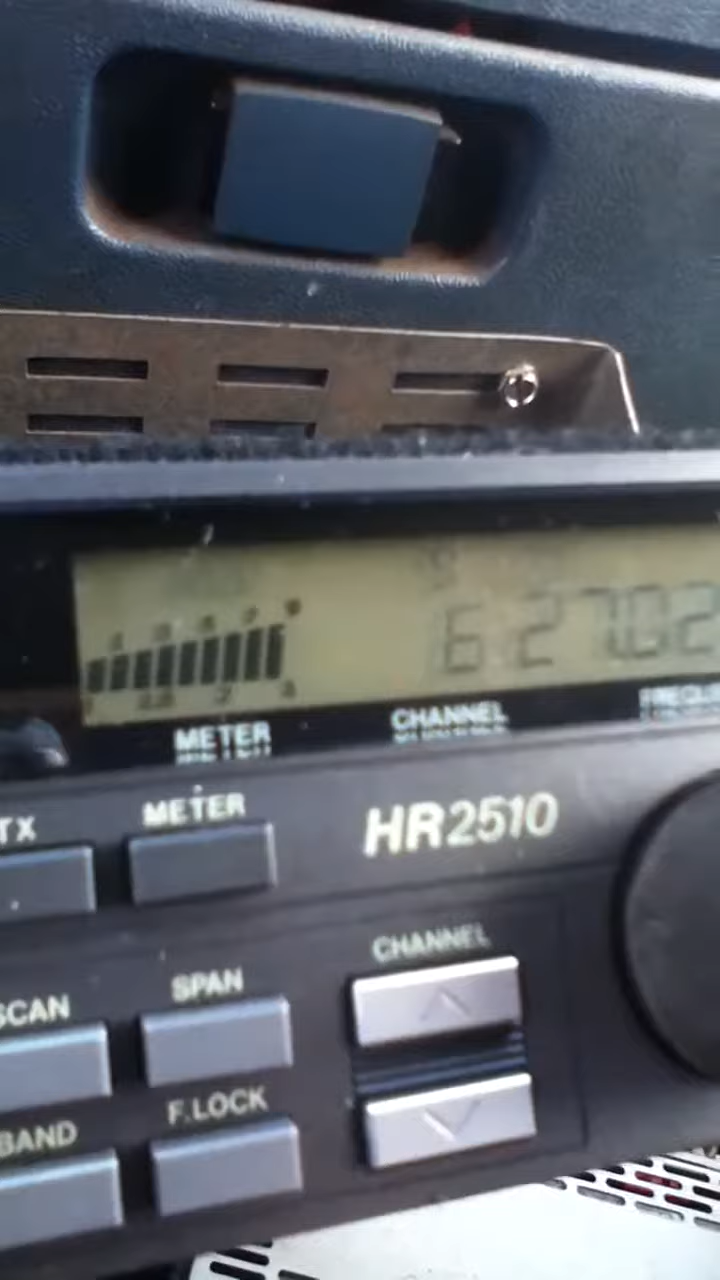 6 27.02
METER CHANNEL
TX METER HR2510
CHANNEL
SCAN SPAN
BAND F.LOCK